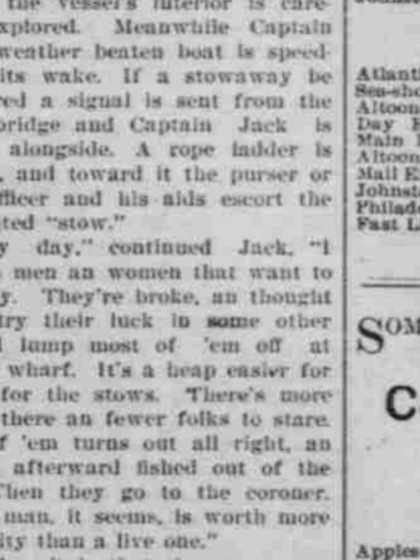 the vessel's interior is care-
xplored. Meanwhile Captain
weather beaten boat is speed-
its wake. If a stowaway be
red a signal is sent from the
bridge and Captain Jack is
alongside. A rope ladder is
, and toward it the purser or
fficer and his aids escort the
ted "stow."
y day," continued Jack, "I
men an women that want to
y. They're broke, an thought
try their luck in some other
I lump most of 'em off at
wharf. It's a heap easier for
for the stows. There's more
there an fewer folks to stare.
f 'em turns out all right, an
afterward fished out of the
Then they go to the coroner.
man, it seems, is worth more
ity than a live one."
Atlanti
Sea-sho
Altoon
Day E
Main L
Altoon
Mail E
Johnst
Philade
Fast L
SOM
C
Apples